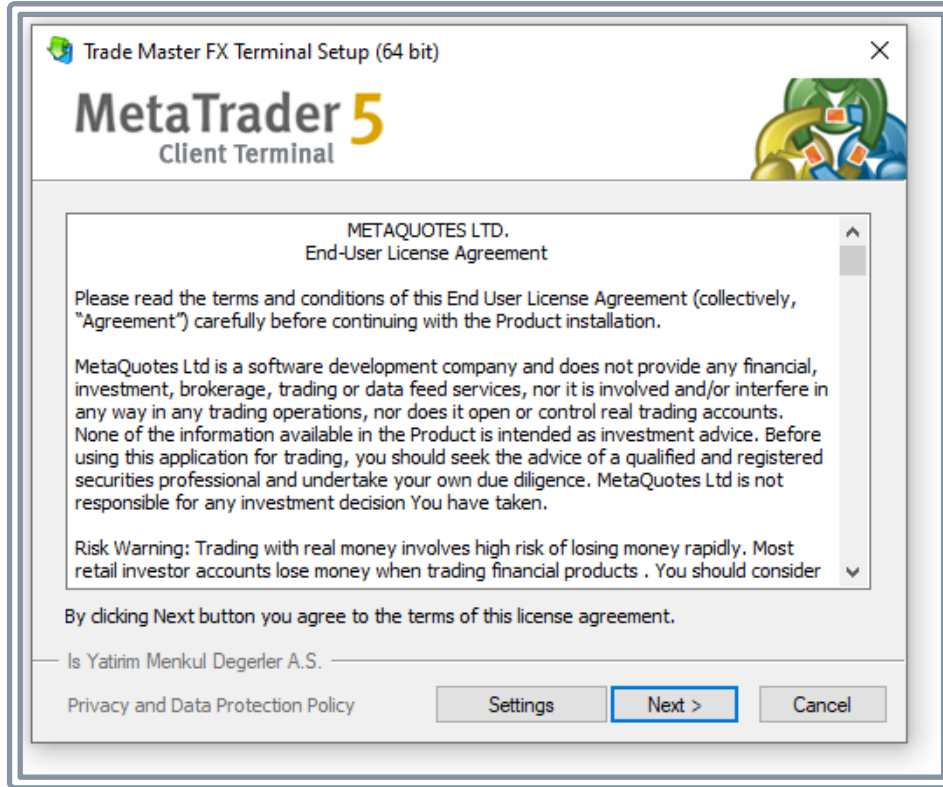 Trade Master FX Terminal Setup (64 bit)
MetaTrader 5
Client Terminal
METAQUOTES LTD.
End-User License Agreement
Please read the terms and conditions of this End User License Agreement (collectively,
“Agreement”) carefully before continuing with the Product installation.
MetaQuotes Ltd is a software development company and does not provide any financial,
investment, brokerage, trading or data feed services, nor it is involved and/or interfere in
any way in any trading operations, nor does it open or control real trading accounts.
None of the information available in the Product is intended as investment advice. Before
using this application for trading, you should seek the advice of a qualified and registered
securities professional and undertake your own due diligence. MetaQuotes Ltd is not
responsible for any investment decision You have taken.
Risk Warning: Trading with real money involves high risk of losing money rapidly. Most
retail investor accounts lose money when trading financial products . You should consider
By clicking Next button you agree to the terms of this license agreement.
Is Yatirim Menkul Degerler A.S.
Privacy and Data Protection Policy
Settings
Next >
Cancel